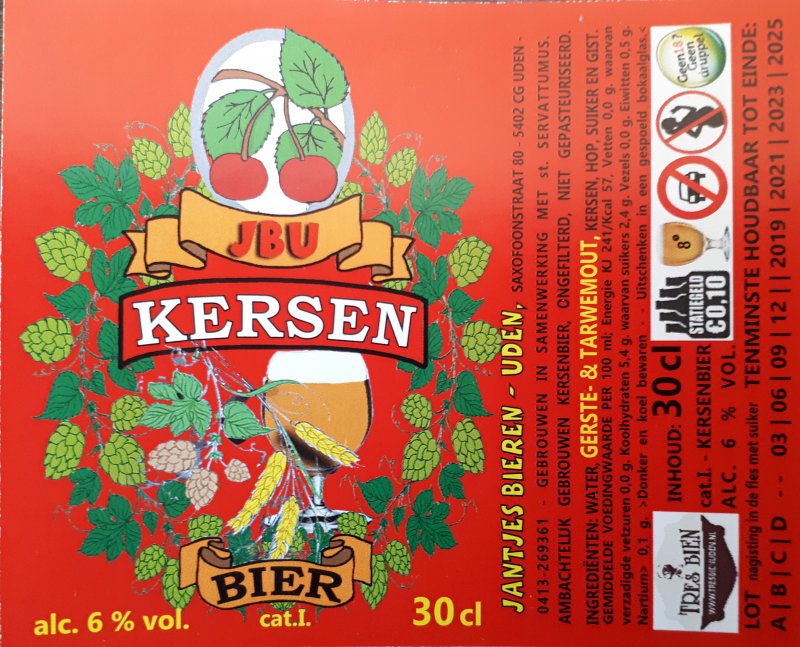 JBU
KERSEN
BIER
alc. 6 % vol.
cat.I.
30 cl
JANTJES BIEREN - UDEN, SAXOFOONSTRAAT 80 - 5402 CG UDEN -
0413-269361 - GEBROUWEN IN SAMENWERKING MET st. SERVATTUMUS.
AMBACHTELIJK GEBROUWEN KERSENBIER, ONGEFILTERD, NIET GEPASTEURISEERD.
INGREDIËNTEN: WATER, GERSTE- & TARWEMOUT, KERSEN, HOP, SUIKER EN GIST.
GEMIDDELDE VOEDINGWAARDE PER 100 ml; Energie KJ 241/Kcal 57, Vetten 0,0 g. waarvan
verzadigde vetzuren 0,0 g. Koolhydraten 5,4 g. waarvan suikers 2,4 g. Vezels 0,0 g. Eiwitten 0,5 g.
Nartium> 0,1 g. >Donker en koel bewaren - - Uitschenken in een gespoeld bokaalglas.<
TRES BIEN
INHOUD: 30 cl
cat.I. - KERSENBIER
ALC. 6 % VOL.
STATIEGELD
€0.10
8°
Geen18?
Geen
druppel
LOT nagisting in de fles met suiker TENMINSTE HOUDBAAR TOT EINDE:
A|B|C|D - - 03|06|09|12 || 2019|2021|2023|2025